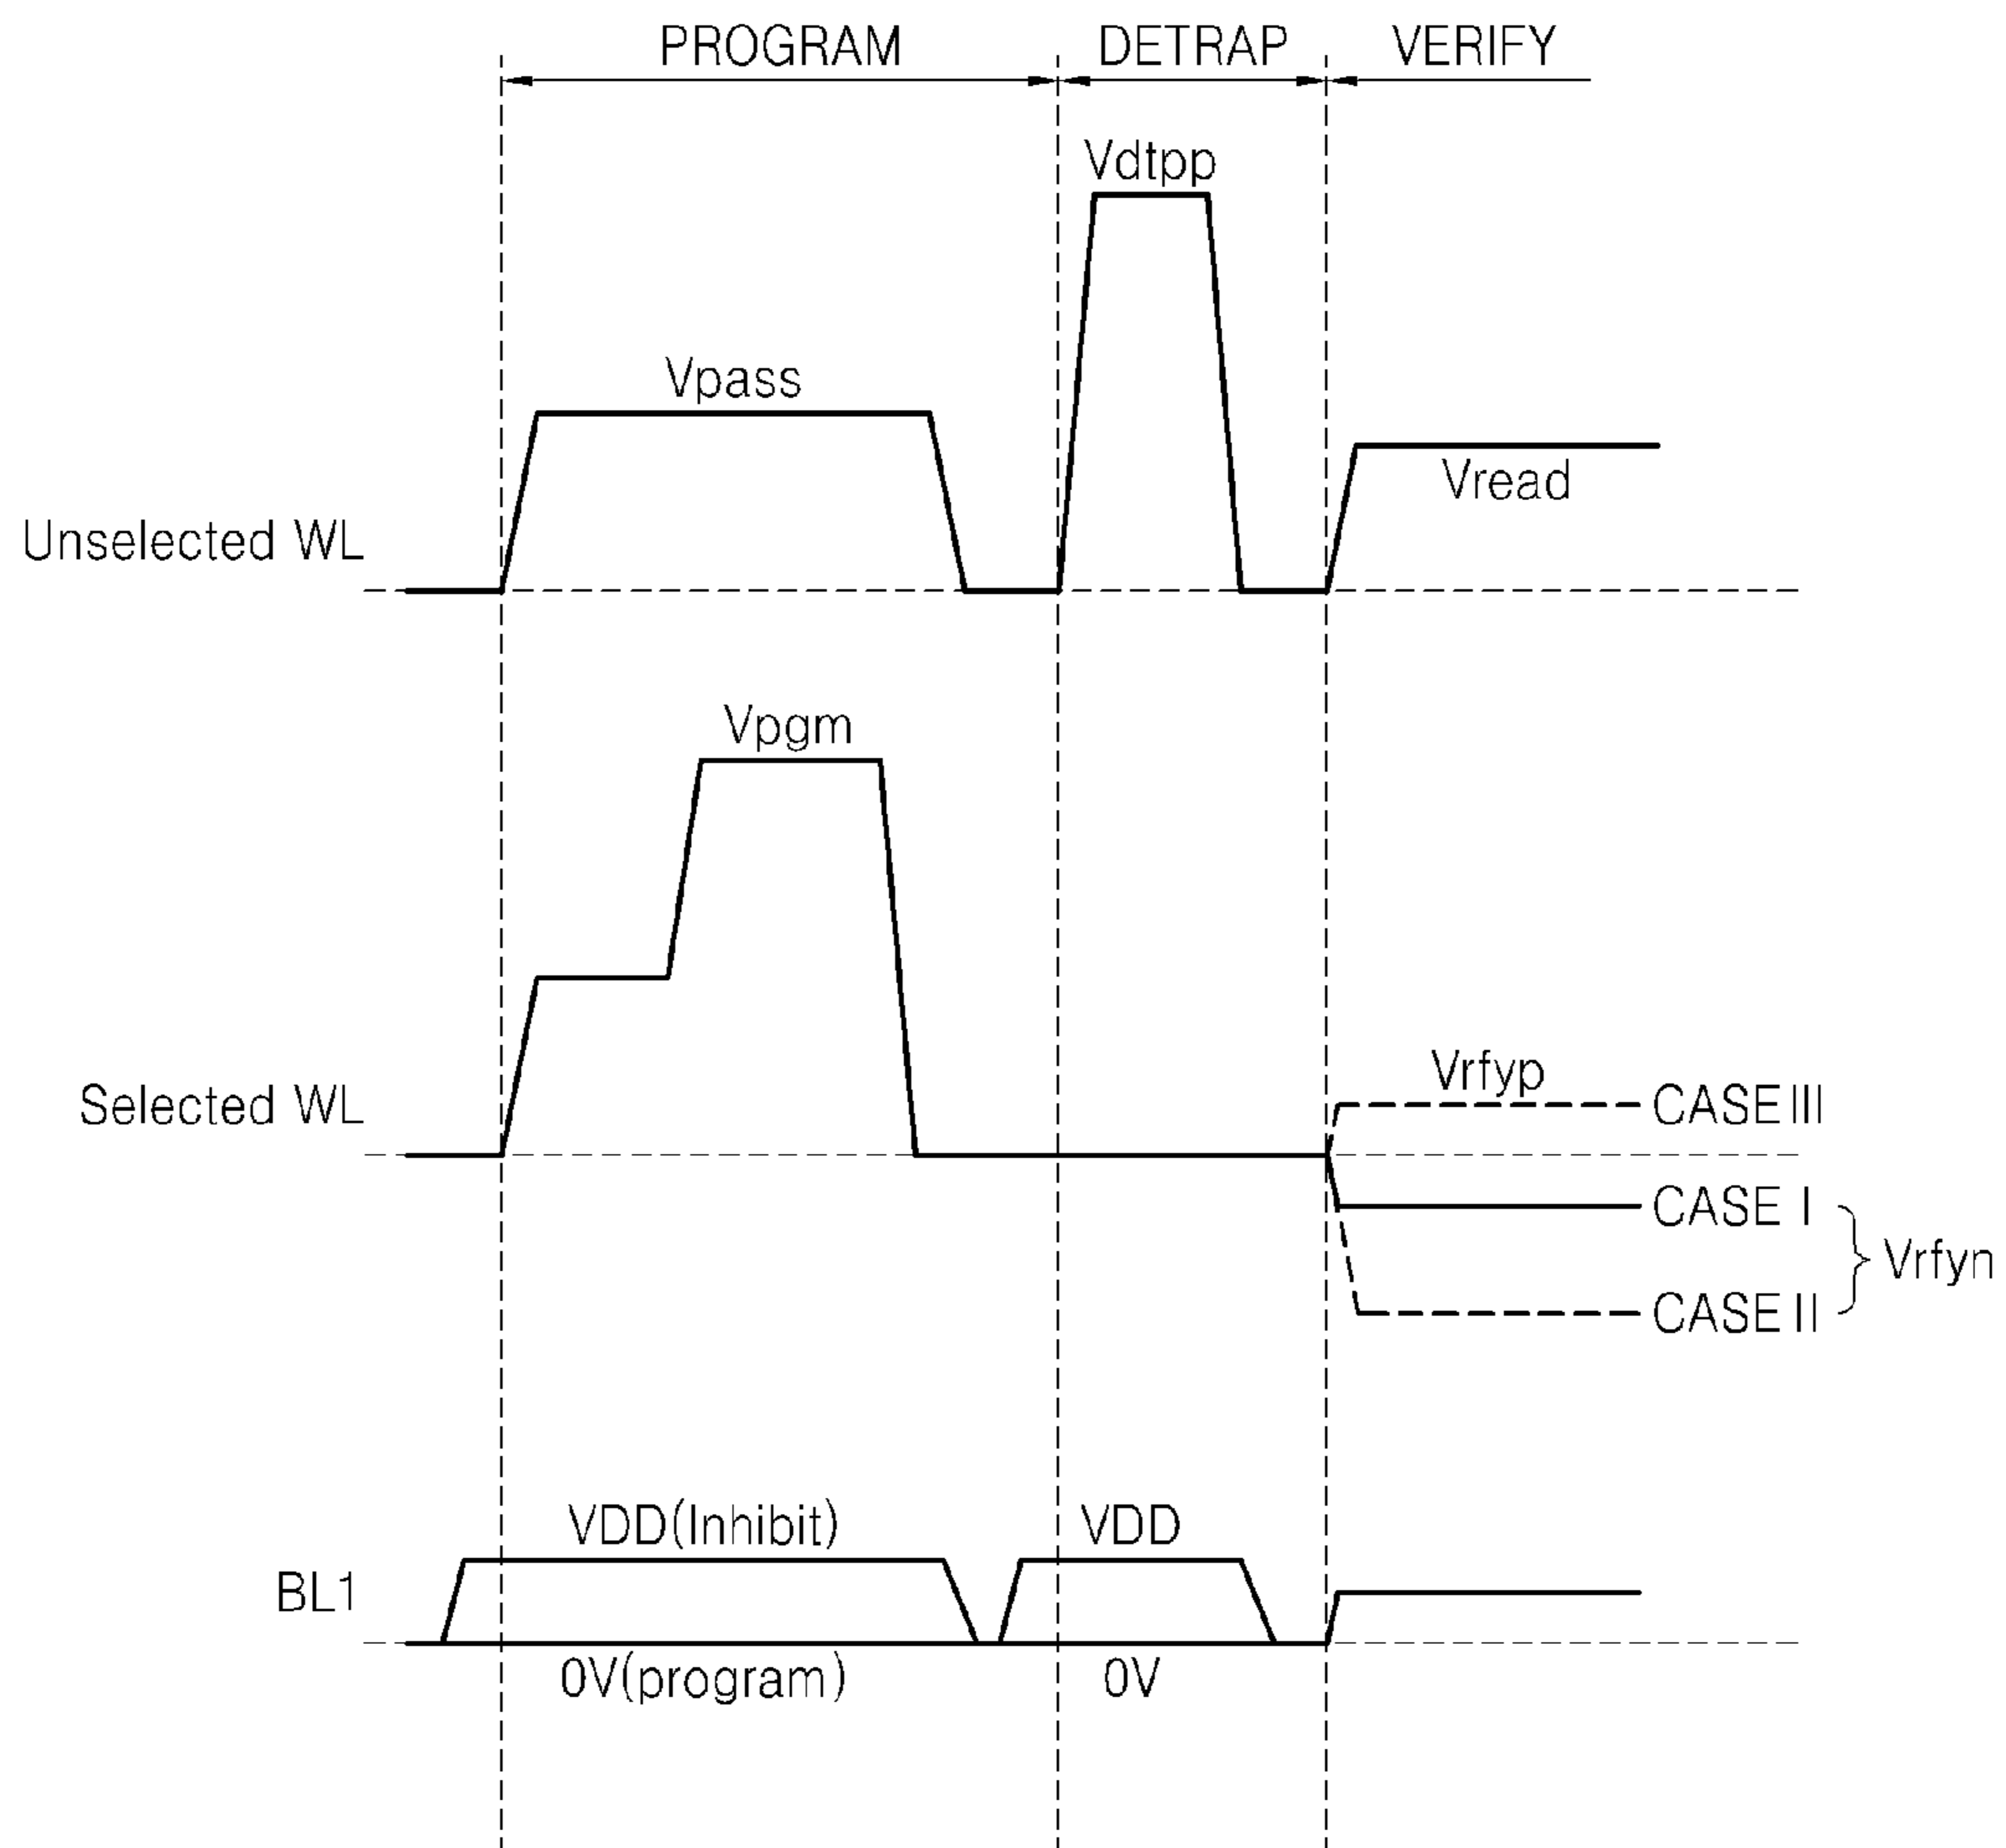 PROGRAM DETRAP VERIFY
Vdtpp
Vpass
Vread
Unselected WL
Vpgm
Vrfyp
Selected WL
CASE III
CASE I
Vrfyn
CASE II
VDD(Inhibit) VDD
BL1
0V(program) 0V